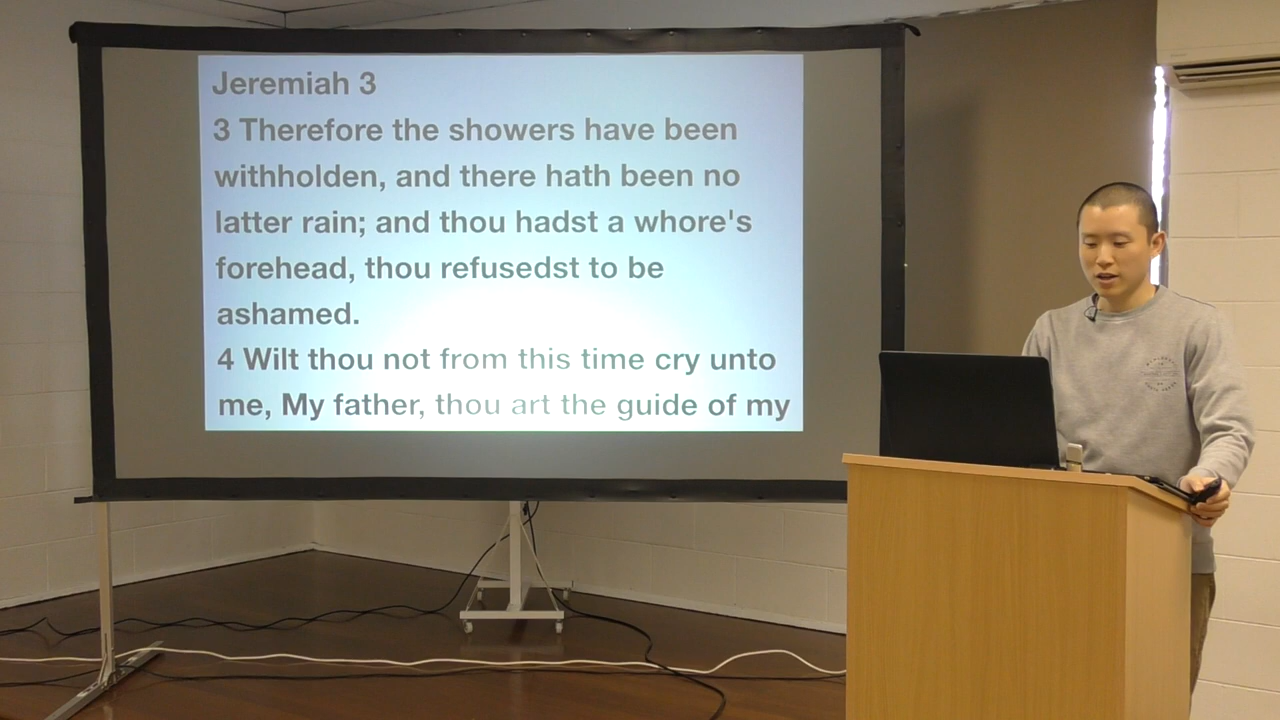 Jeremiah 3
3 Therefore the showers have been
withholden, and there hath been no
latter rain; and thou hadst a whore's
forehead, thou refusedst to be
ashamed.
4 Wilt thou not from this time cry unto
me, My father, thou art the guide of my